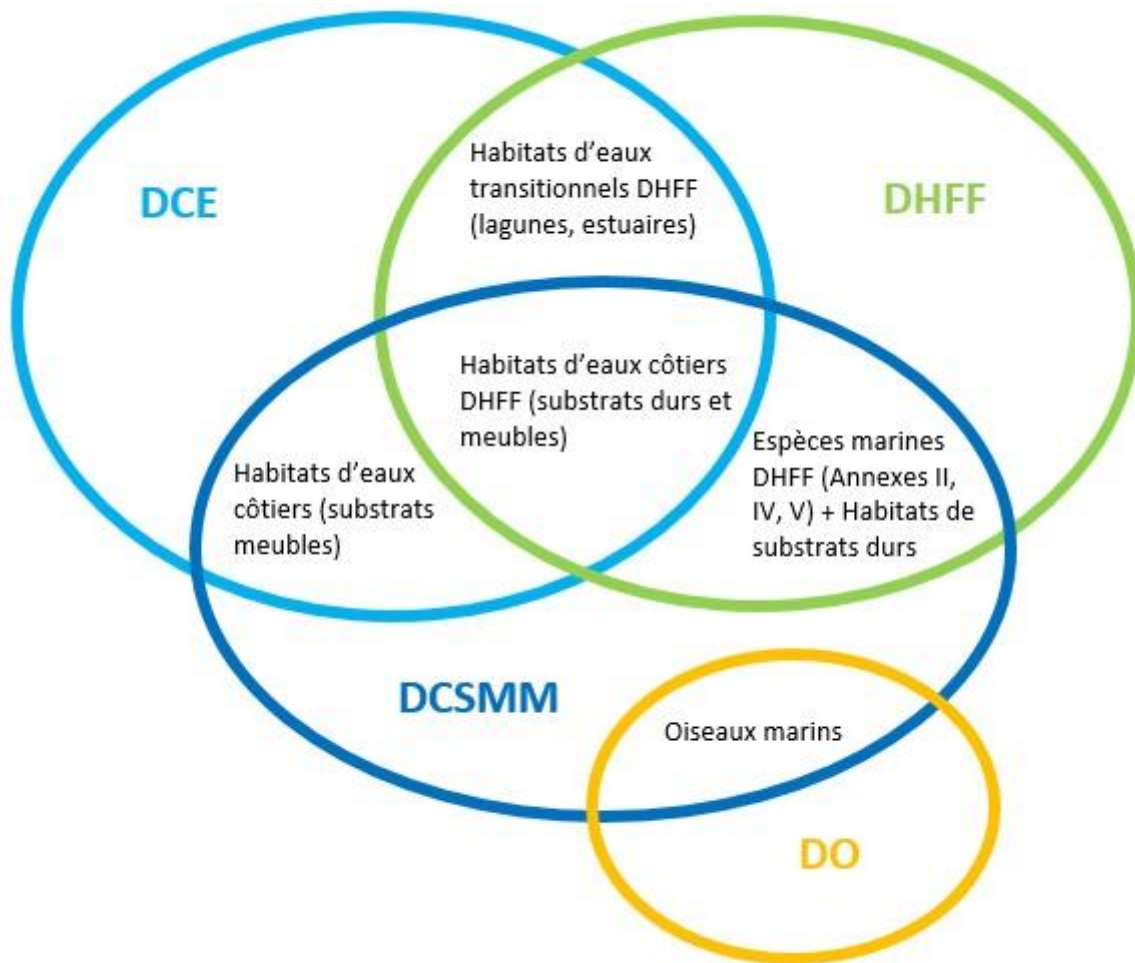 Habitats d’eaux
transitionnels DHFF
(lagunes, estuaires)
DCE
DHFF
Habitats d’eaux côtiers
DHFF (substrats durs et
meubles)
Habitats d’eaux
côtiers (substrats
meubles)
Espèces marines
DHFF (Annexes II,
IV, V) + Habitats de
substrats durs
DCSMM
Oiseaux marins
DO